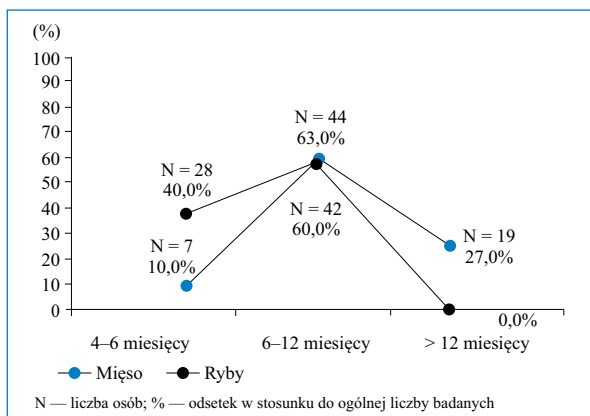 (%)
100
90
80
70
60
50
40
30
20
10
0
N = 28
40,0%
N = 7
10,0%
N = 44
63,0%
N = 42
60,0%
N = 19
27,0%
0,0%
4–6 miesięcy
6–12 miesięcy
> 12 miesięcy
Mięso
Ryby
N — liczba osób; % — odsetek w stosunku do ogólnej liczby badanych